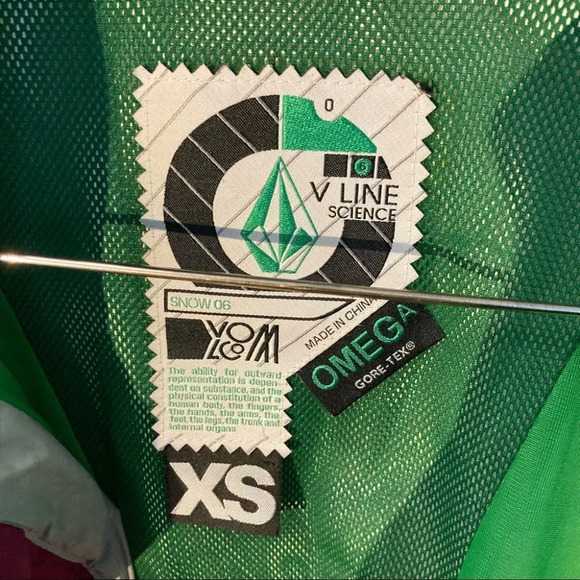 0
6
V LINE
SCIENCE
SNOW 06
VOLCOM
MADE IN CHINA
OMEGA
GORE-TEX®
The ability for outward
representation is depen-
dent on substance, and the
physical constitution of a
human body, the fingers,
the hands, the arms, the
feet, the legs, the trunk and
internal organs
XS